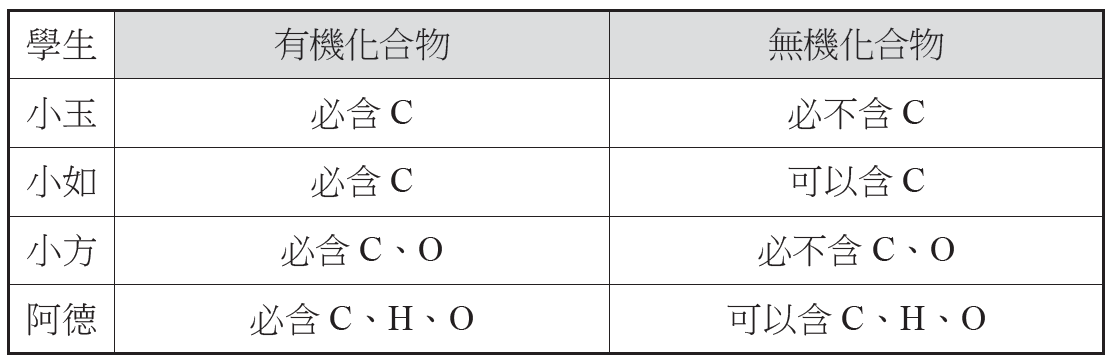 學生 有機化合物 無機化合物
小玉 必含 C 必不含 C
小如 必含 C 可以含 C
小方 必含 C、O 必不含 C、O
阿德 必含 C、H、O 可以含 C、H、O